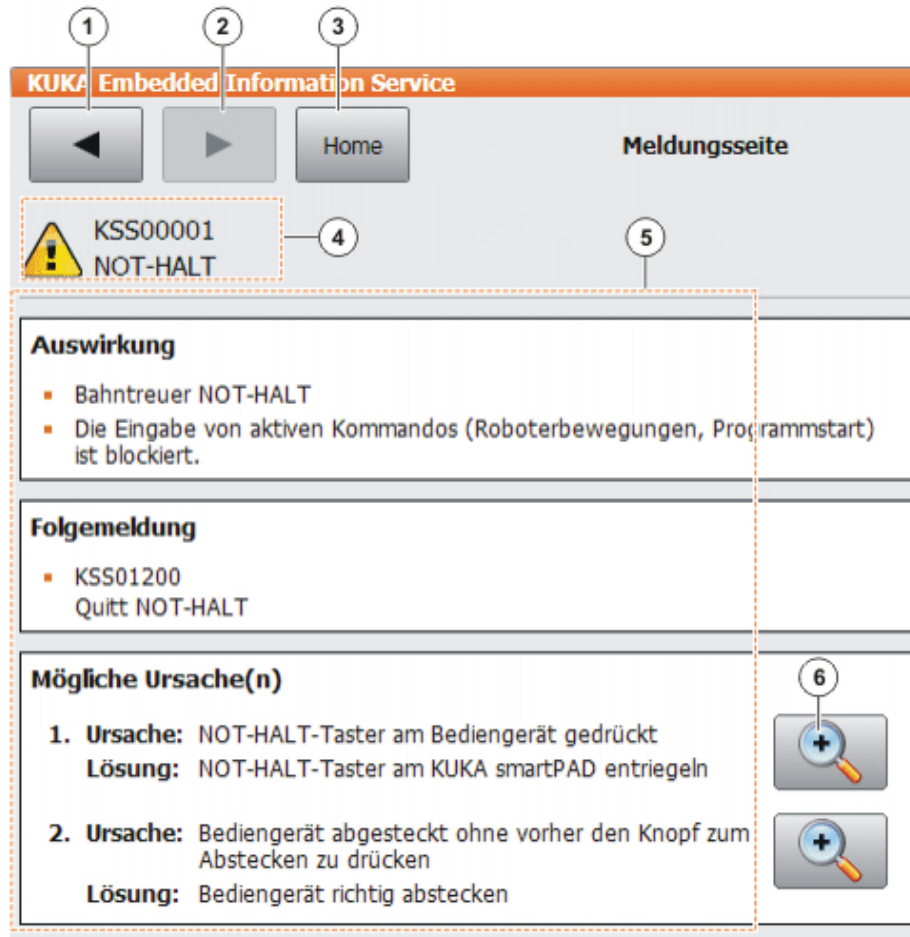 1 2 3
KUKA Embedded Information Service
Home Meldungsseite
KSS00001
NOT-HALT
4
5
Auswirkung
Bahntreuer NOT-HALT
Die Eingabe von aktiven Kommandos (Roboterbewegungen, Programmstart)
ist blockiert.
Folgemeldung
KSS01200
Quitt NOT-HALT
Mögliche Ursache(n)
6
1. Ursache: NOT-HALT-Taster am Bediengerät gedrückt
Lösung: NOT-HALT-Taster am KUKA smartPAD entriegeln
2. Ursache: Bediengerät abgesteckt ohne vorher den Knopf zum
Abstecken zu drücken
Lösung: Bediengerät richtig abstecken